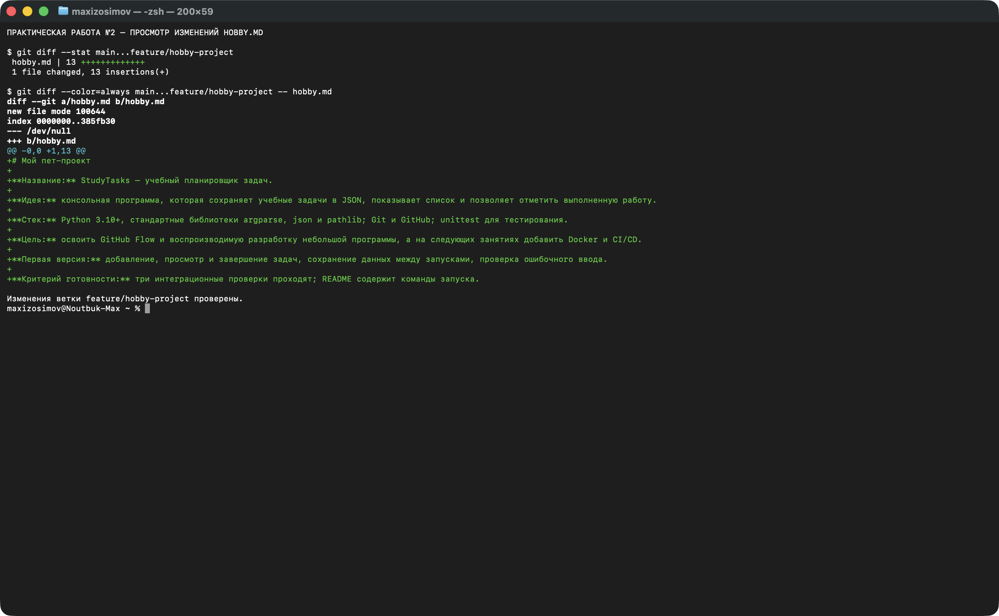 maxizosimov — -zsh — 200×59
ПРАКТИЧЕСКАЯ РАБОТА №2 — ПРОСМОТР ИЗМЕНЕНИЙ HOBBY.MD
$ git diff --stat main...feature/hobby-project
 hobby.md | 13 +++++++++++++
 1 file changed, 13 insertions(+)
$ git diff --color=always main...feature/hobby-project -- hobby.md
diff --git a/hobby.md b/hobby.md
new file mode 100644
index 0000000..385fb30
--- /dev/null
+++ b/hobby.md
@@ -0,0 +1,13 @@
+# Мой пет-проект
+
+**Название:** StudyTasks — учебный планировщик задач.
+
+**Идея:** консольная программа, которая сохраняет учебные задачи в JSON, показывает список и позволяет отметить выполненную работу.
+
+**Стек:** Python 3.10+, стандартные библиотеки argparse, json и pathlib; Git и GitHub; unittest для тестирования.
+
+**Цель:** освоить GitHub Flow и воспроизводимую разработку небольшой программы, а на следующих занятиях добавить Docker и CI/CD.
+
+**Первая версия:** добавление, просмотр и завершение задач, сохранение данных между запусками, проверка ошибочного ввода.
+
+**Критерий готовности:** три интеграционные проверки проходят; README содержит команды запуска.
Изменения ветки feature/hobby-project проверены.
maxizosimov@Noutbuk-Max ~ %